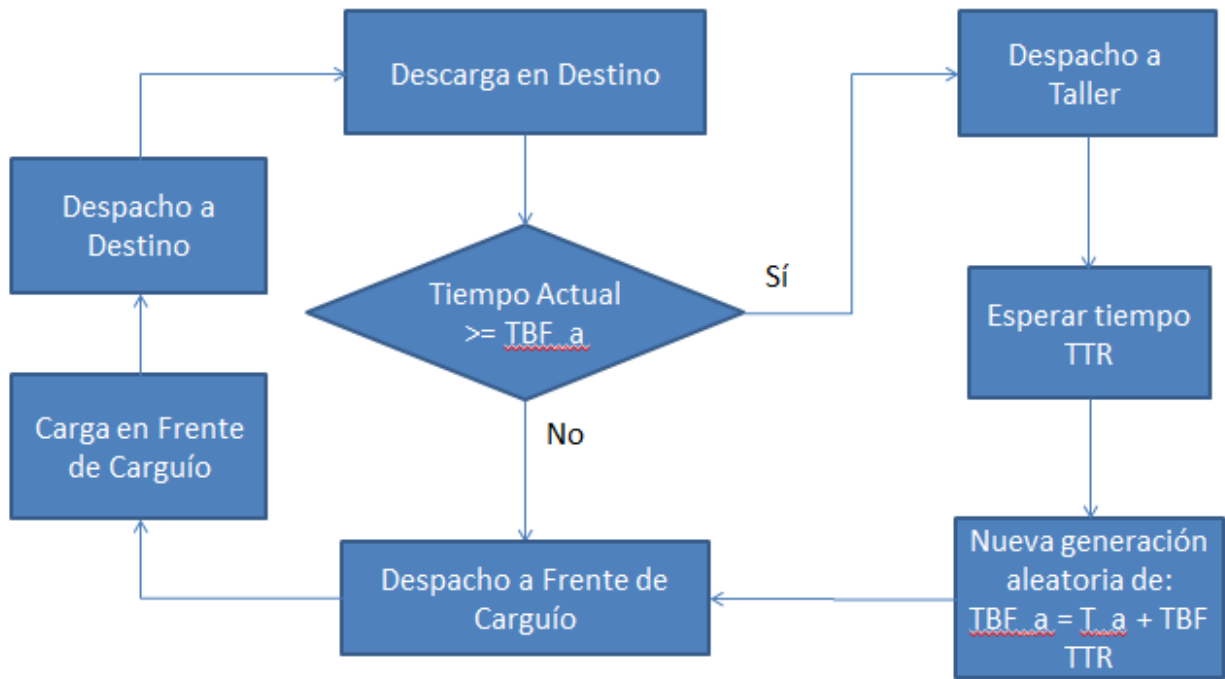 Descarga en Destino
Despacho a
Taller
Despacho a
Destino
Tiempo Actual
>= TBF_a
Sí
Esperar tiempo
TTR
Carga en Frente
de Carguío
No
Despacho a Frente de
Carguío
Nueva generación
aleatoria de:
TBF_a = T_a + TBF
TTR